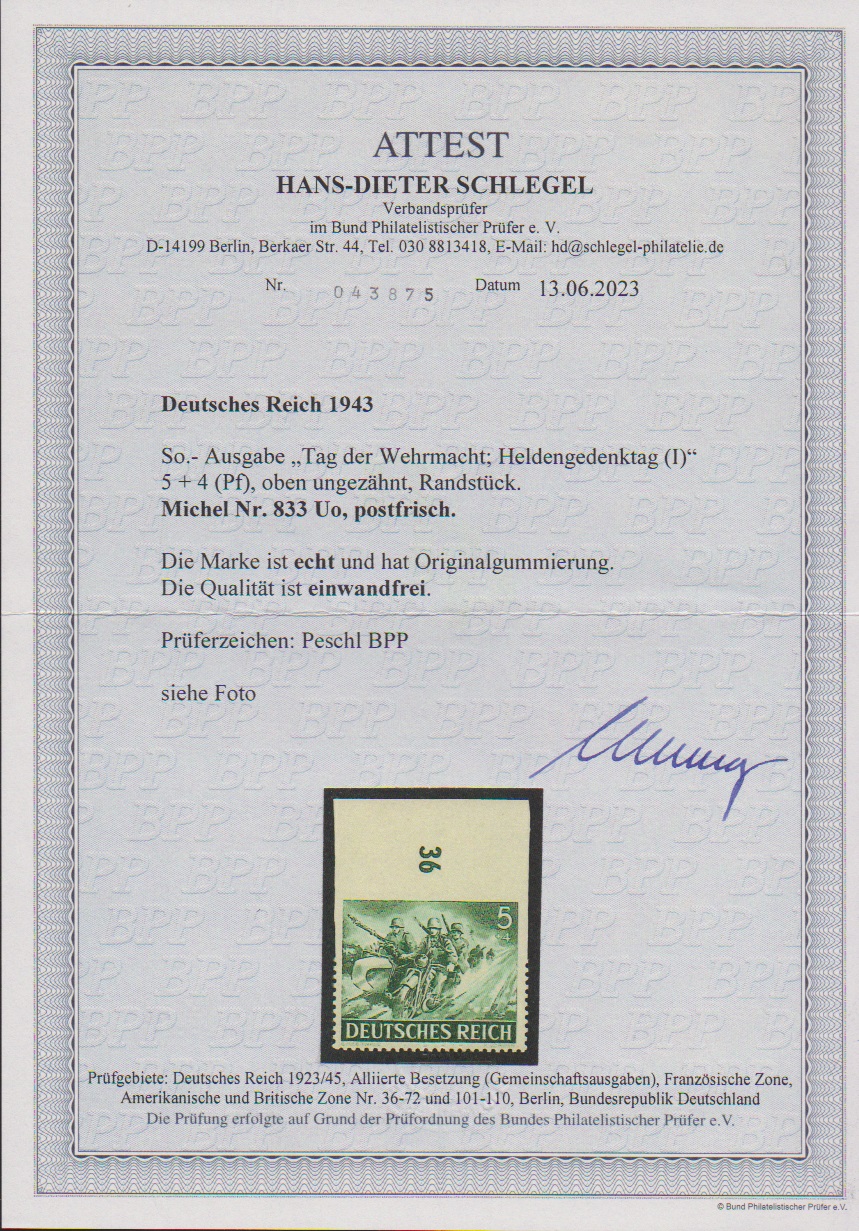 ATTEST
HANS-DIETER SCHLEGEL
Verbandsprüfer
im Bund Philatelistischer Prüfer e. V.
D-14199 Berlin, Berkaer Str. 44, Tel. 030 8813418, E-Mail: hd@schlegel-philatelie.de
Nr. 043875 Datum 13.06.2023
Deutsches Reich 1943
So.- Ausgabe „Tag der Wehrmacht; Heldengedenktag (I)“
5 + 4 (Pf), oben ungezähnt, Randstück.
Michel Nr. 833 Uo, postfrisch.
Die Marke ist echt und hat Originalgummierung.
Die Qualität ist einwandfrei.
Prüferzeichen: Peschl BPP
siehe Foto
36
5
+4
DEUTSCHES REICH
Prüfgebiete: Deutsches Reich 1923/45, Alliierte Besetzung (Gemeinschaftsausgaben), Französische Zone,
Amerikanische und Britische Zone Nr. 36-72 und 101-110, Berlin, Bundesrepublik Deutschland
Die Prüfung erfolgte auf Grund der Prüfordnung des Bundes Philatelistischer Prüfer e.V.
© Bund Philatelistischer Prüfer e.V.